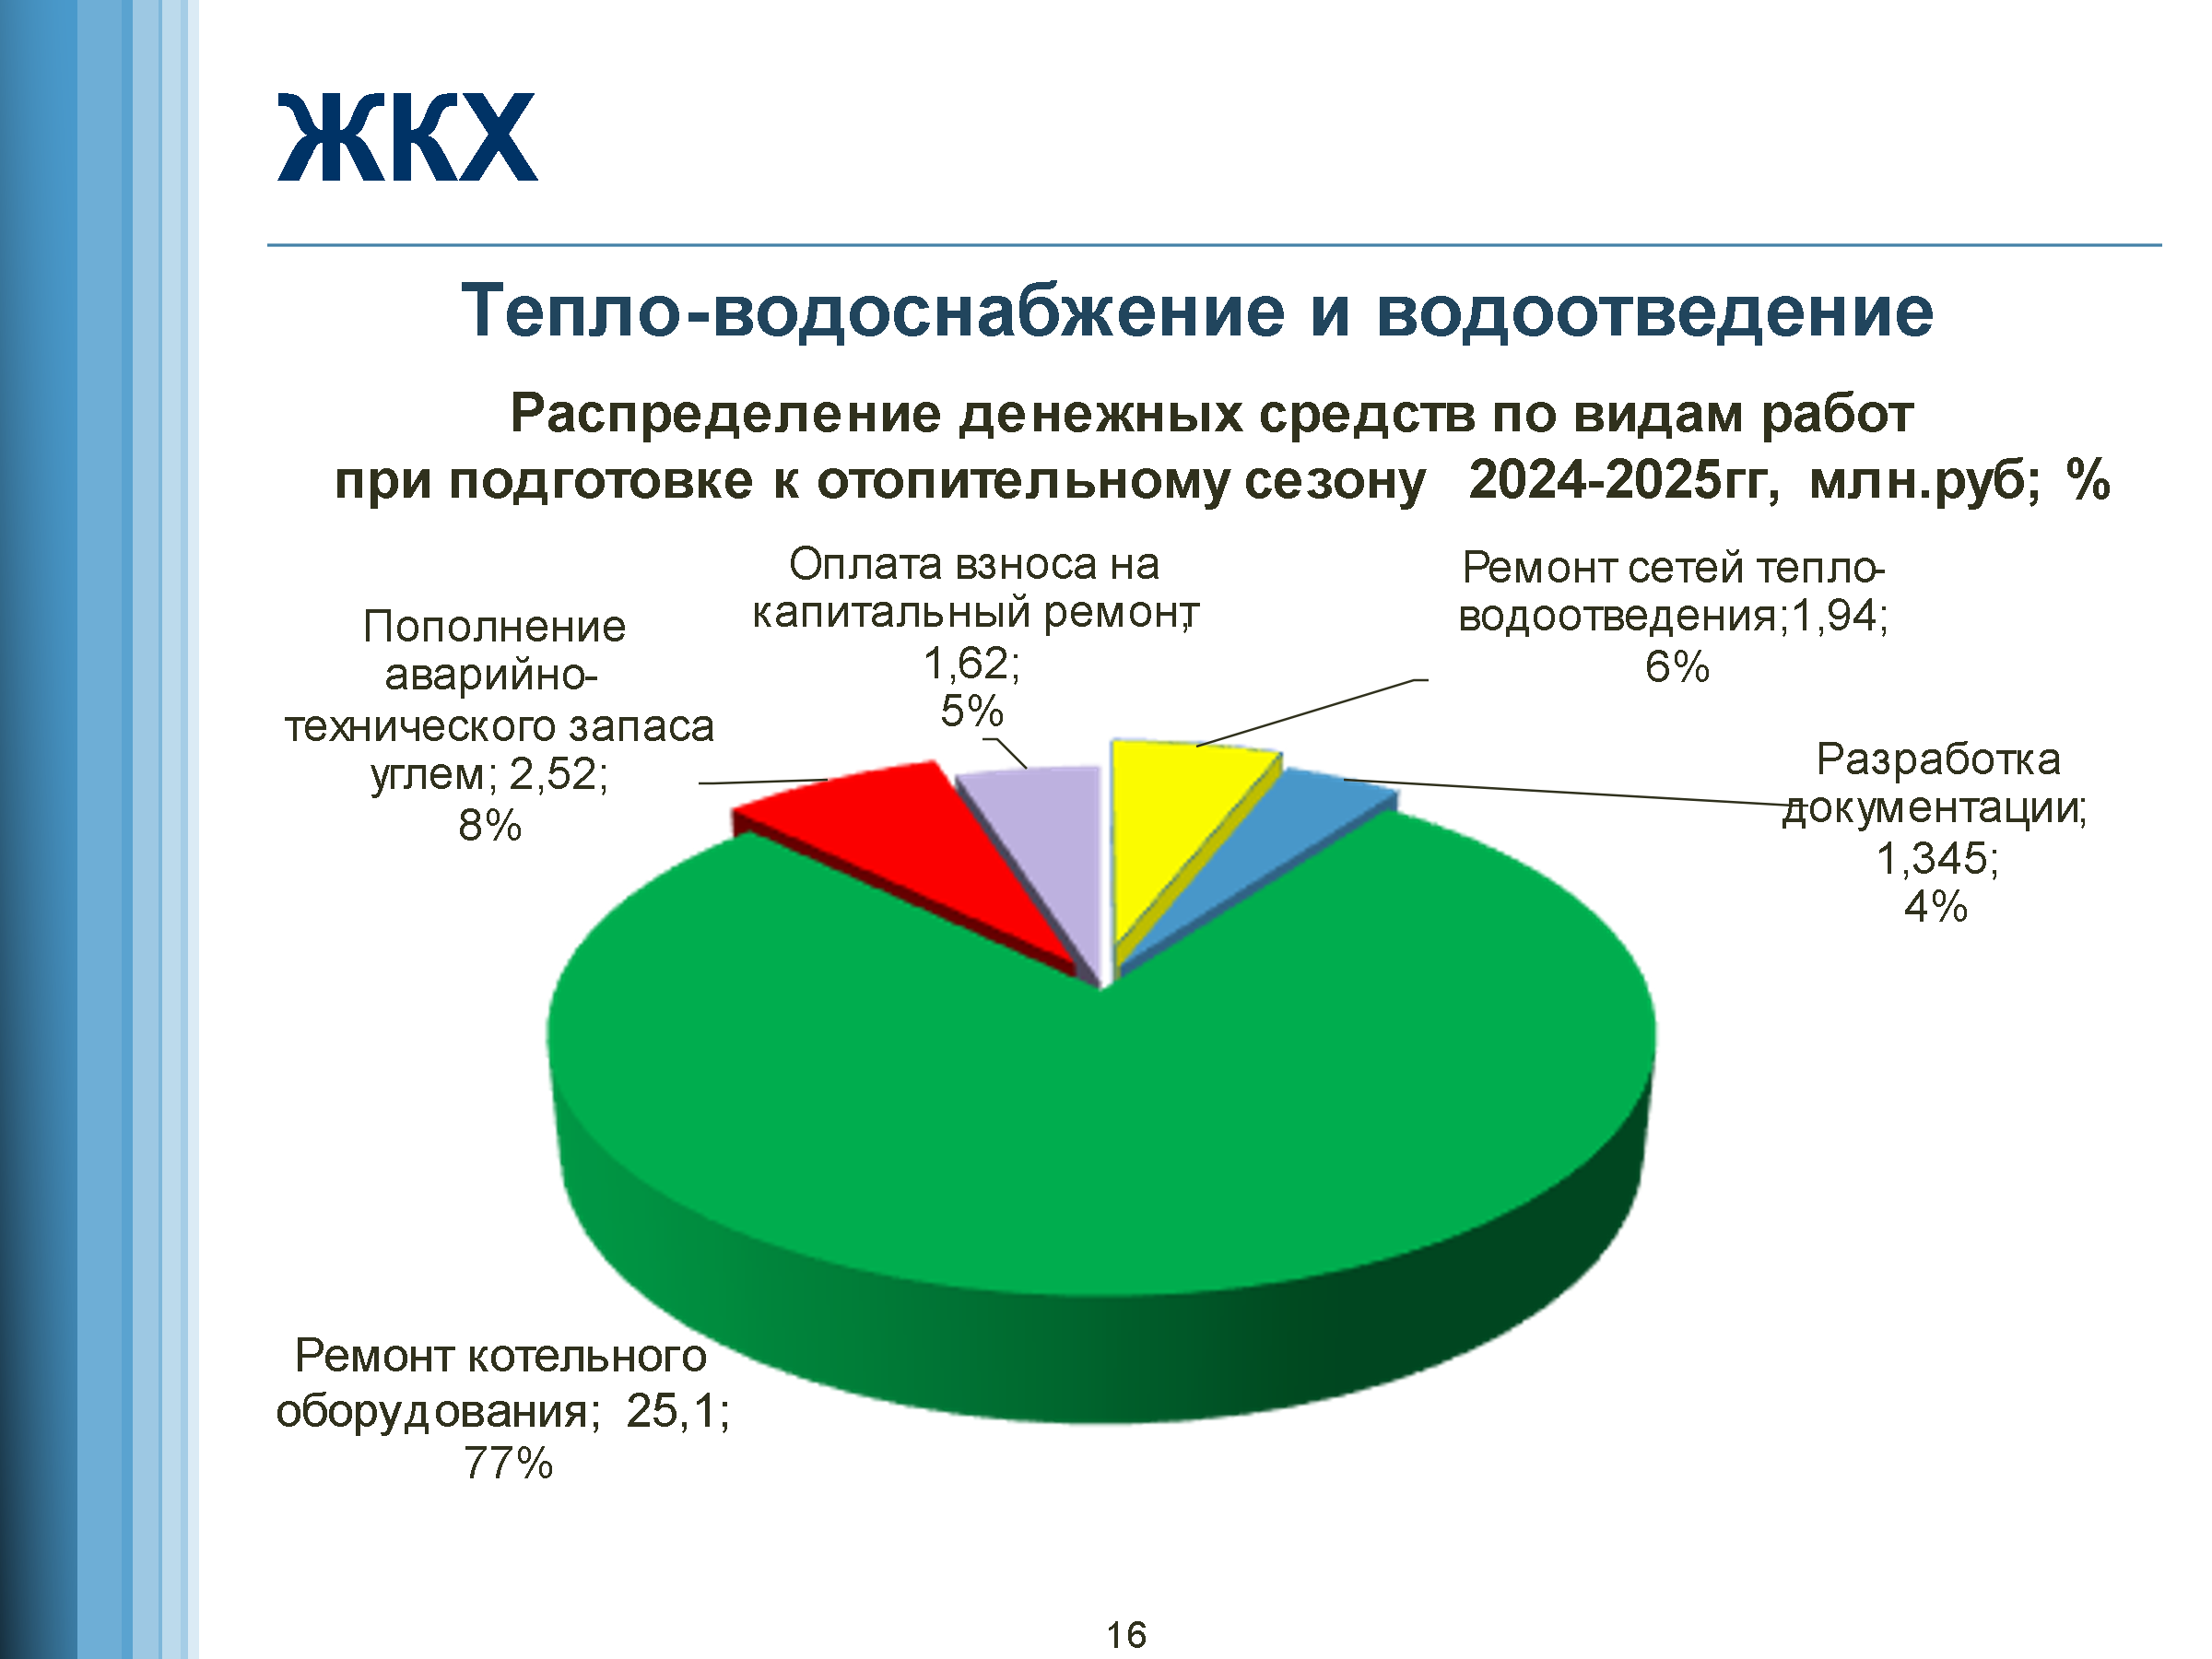 ЖКХ
Тепло-водоснабжение и водоотведение
Распределение денежных средств по видам работ
при подготовке к отопительному сезону 2024-2025гг, млн.руб; %
Оплата взноса на
капитальный ремонт;
1,62;
5%
Ремонт сетей тепло-
водоотведения;1,94;
6%
Пополнение
аварийно-
технического запаса
углем; 2,52;
8%
Разработка
документации;
1,345;
4%
Ремонт котельного
оборудования; 25,1;
77%
16